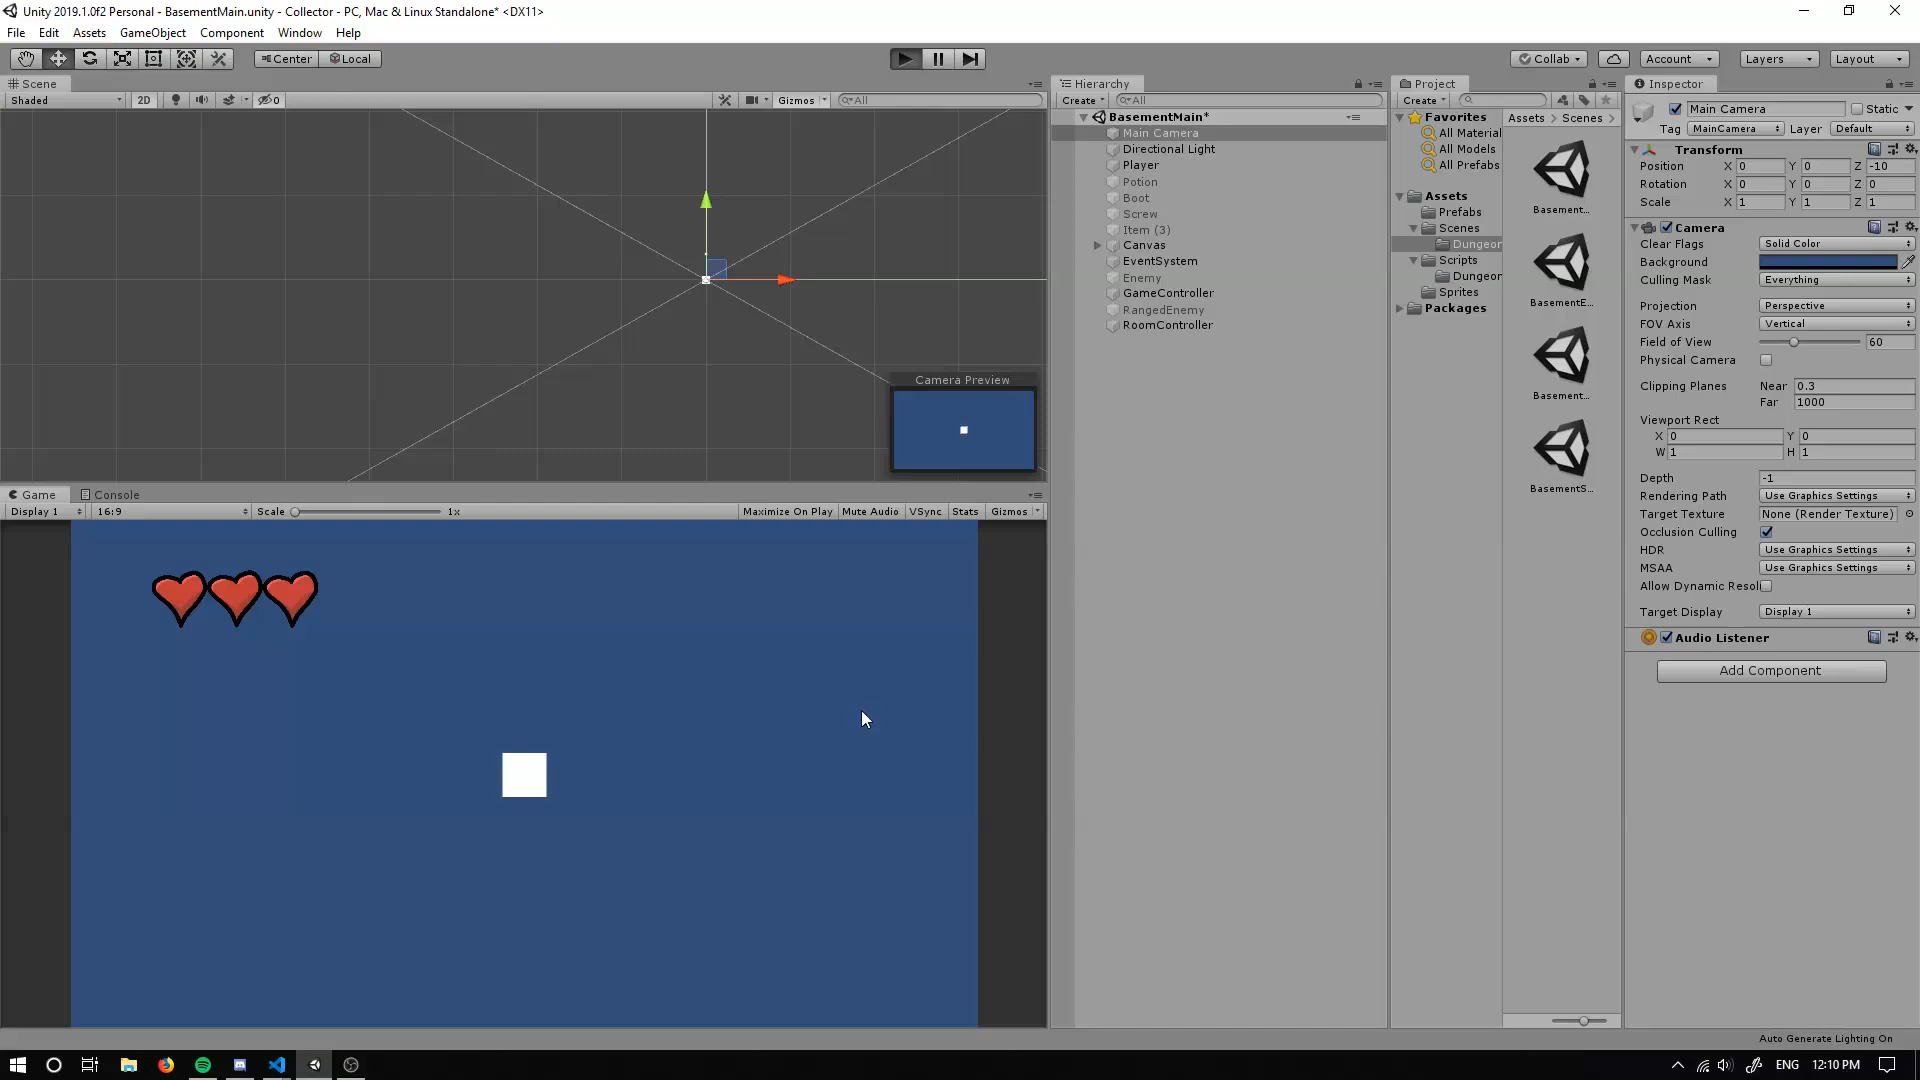 Unity 2019.1.0f2 Personal - BasementMain.unity - Collector - PC, Mac & Linux Standalone* <DX11>
File Edit Assets GameObject Component Window Help
Center Local
Collab Account Layers Layout
Scene
Shaded 2D 0 Gizmos All
Hierarchy
Create All
BasementMain*
Main Camera
Directional Light
Player
Potion
Boot
Screw
Item (3)
Canvas
EventSystem
Enemy
GameController
RangedEnemy
RoomController
Project
Create
Favorites
All Material
All Models
All Prefabs
Assets
Prefabs
Scenes
Dungeor
Scripts
Dungeor
Sprites
Packages
Assets > Scenes >
Basement...
BasementE...
Basement...
BasementS...
Inspector
Main Camera Static
Tag MainCamera Layer Default
Transform
Position X 0 Y 0 Z -10
Rotation X 0 Y 0 Z 0
Scale X 1 Y 1 Z 1
Camera
Clear Flags Solid Color
Background
Culling Mask Everything
Projection Perspective
FOV Axis Vertical
Field of View 60
Physical Camera
Clipping Planes Near 0.3
Far 1000
Viewport Rect
X 0 Y 0
W 1 H 1
Depth -1
Rendering Path Use Graphics Settings
Target Texture None (Render Texture)
Occlusion Culling
HDR Use Graphics Settings
MSAA Use Graphics Settings
Allow Dynamic Resol
Target Display Display 1
Audio Listener
Add Component
Camera Preview
Game Console
Display 1 16:9 Scale 1x Maximize On Play Mute Audio VSync Stats Gizmos
Auto Generate Lighting On
ENG 12:10 PM